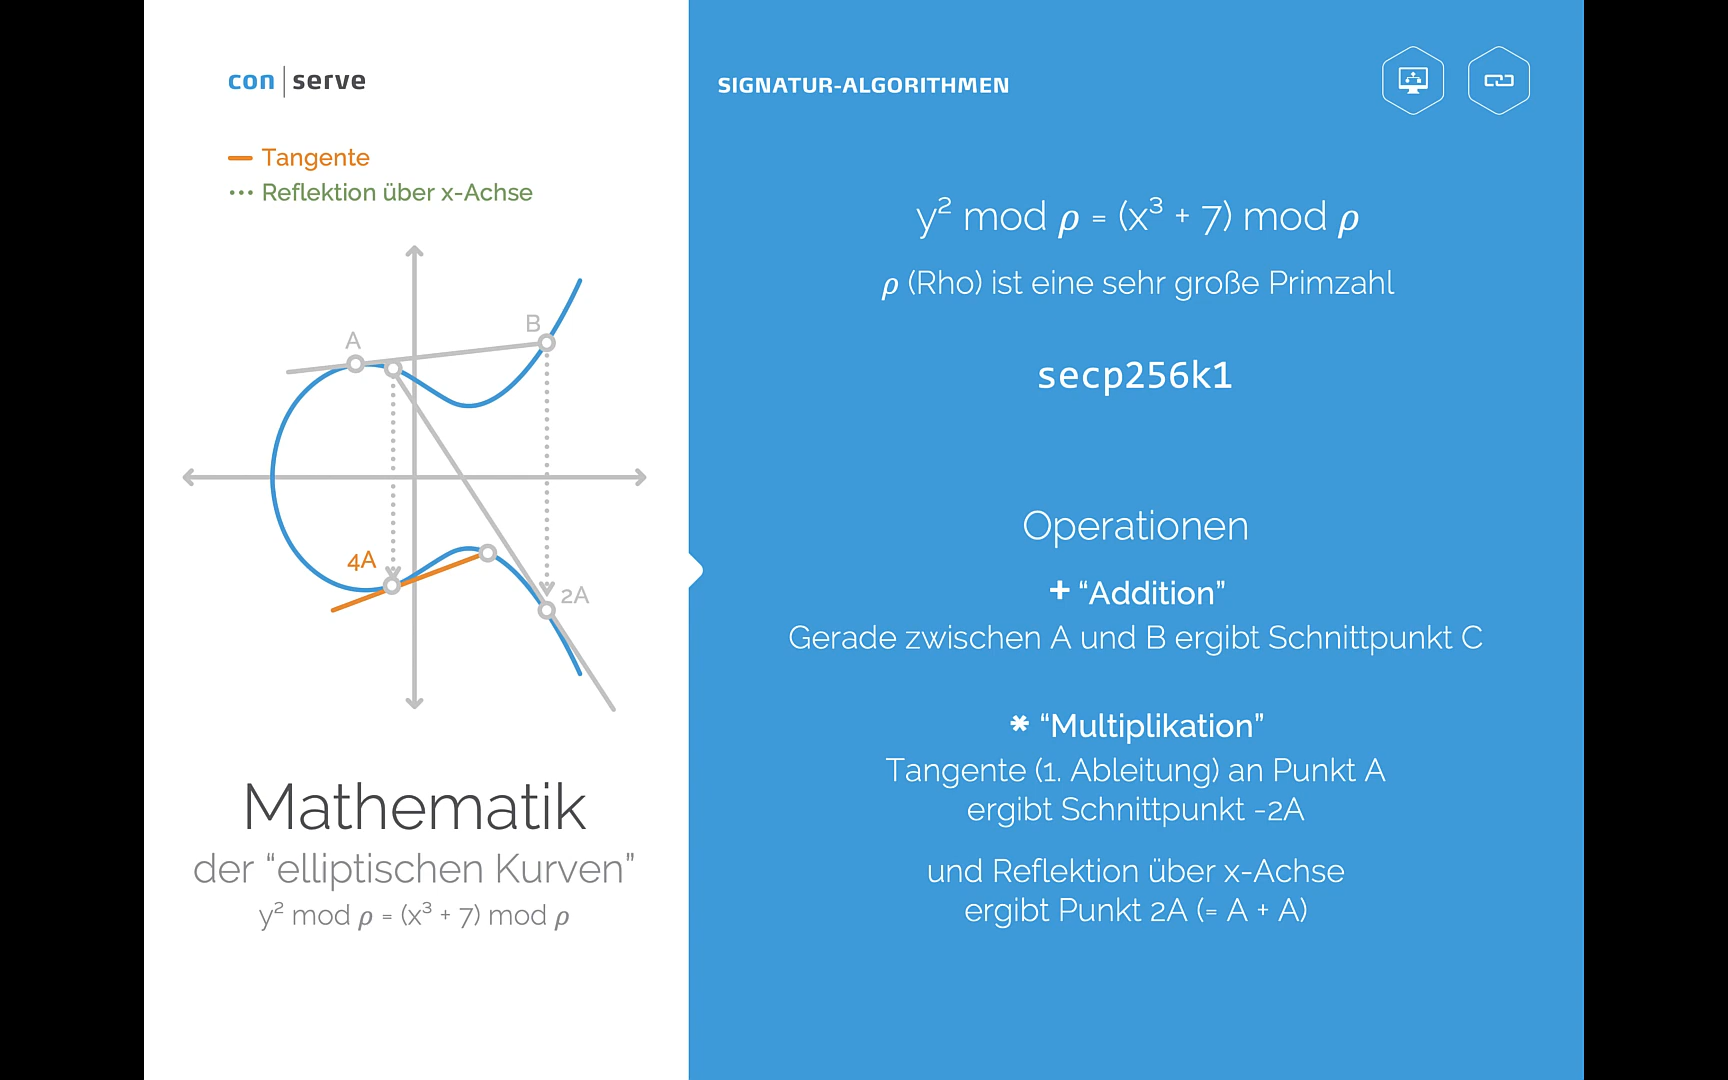 con serve
Tangente
Reflektion über x-Achse
A
B
4A
2A
Mathematik
der “elliptischen Kurven”
y² mod ρ = (x³ + 7) mod ρ
SIGNATUR-ALGORITHMEN
y² mod ρ = (x³ + 7) mod ρ
ρ (Rho) ist eine sehr große Primzahl
secp256k1
Operationen
+ “Addition”
Gerade zwischen A und B ergibt Schnittpunkt C
* “Multiplikation”
Tangente (1. Ableitung) an Punkt A
ergibt Schnittpunkt -2A
und Reflektion über x-Achse
ergibt Punkt 2A (= A + A)